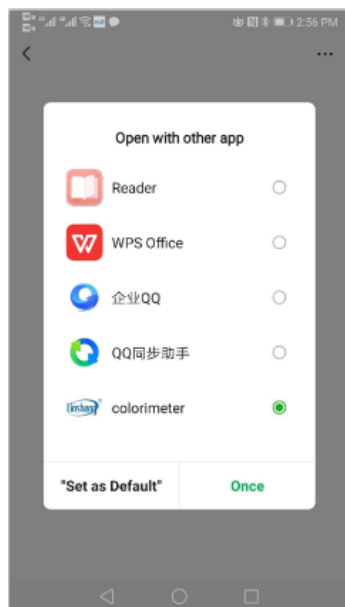 2:56 PM
Open with other app
Reader
WPS Office
企业QQ
QQ同步助手
Linshang colorimeter
"Set as Default" Once